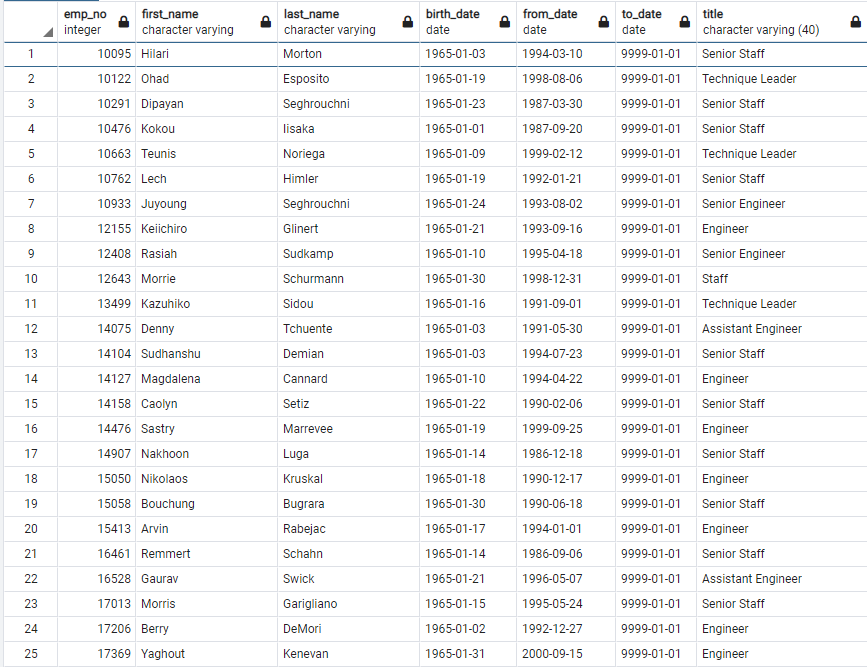 emp_no first_name last_name birth_date from_date to_date title
integer character varying character varying date date date character varying (40)
1 10095 Hilari Morton 1965-01-03 1994-03-10 9999-01-01 Senior Staff
2 10122 Ohad Esposito 1965-01-19 1998-08-06 9999-01-01 Technique Leader
3 10291 Dipayan Seghrouchni 1965-01-23 1987-03-30 9999-01-01 Senior Staff
4 10476 Kokou Iisaka 1965-01-01 1987-09-20 9999-01-01 Senior Staff
5 10663 Teunis Noriega 1965-01-09 1999-02-12 9999-01-01 Technique Leader
6 10762 Lech Himler 1965-01-19 1992-01-21 9999-01-01 Senior Staff
7 10933 Juyoung Seghrouchni 1965-01-24 1993-08-02 9999-01-01 Senior Engineer
8 12155 Keiichiro Glinert 1965-01-21 1993-09-16 9999-01-01 Engineer
9 12408 Rasiah Sudkamp 1965-01-10 1995-04-18 9999-01-01 Senior Engineer
10 12643 Morrie Schurmann 1965-01-30 1998-12-31 9999-01-01 Staff
11 13499 Kazuhiko Sidou 1965-01-16 1991-09-01 9999-01-01 Technique Leader
12 14075 Denny Tchuente 1965-01-03 1991-05-30 9999-01-01 Assistant Engineer
13 14104 Sudhanshu Demian 1965-01-03 1994-07-23 9999-01-01 Senior Staff
14 14127 Magdalena Cannard 1965-01-10 1994-04-22 9999-01-01 Engineer
15 14158 Caolyn Setiz 1965-01-22 1990-02-06 9999-01-01 Senior Staff
16 14476 Sastry Marrevee 1965-01-19 1999-09-25 9999-01-01 Engineer
17 14907 Nakhoon Luga 1965-01-14 1986-12-18 9999-01-01 Senior Staff
18 15050 Nikolaos Kruskal 1965-01-18 1990-12-17 9999-01-01 Engineer
19 15058 Bouchung Bugrara 1965-01-30 1990-06-18 9999-01-01 Senior Staff
20 15413 Arvin Rabejac 1965-01-17 1994-01-01 9999-01-01 Engineer
21 16461 Remmert Schahn 1965-01-14 1986-09-06 9999-01-01 Senior Staff
22 16528 Gaurav Swick 1965-01-21 1996-05-07 9999-01-01 Assistant Engineer
23 17013 Morris Garigliano 1965-01-15 1995-05-24 9999-01-01 Senior Staff
24 17206 Berry DeMori 1965-01-02 1992-12-27 9999-01-01 Engineer
25 17369 Yaghout Kenevan 1965-01-31 2000-09-15 9999-01-01 Engineer